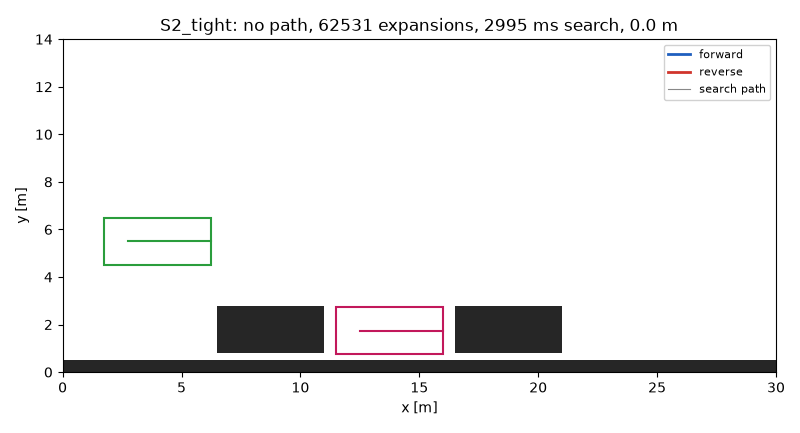 S2_tight: no path, 62531 expansions, 2995 ms search, 0.0 m
forward
reverse
search path
y [m]
14
12
10
8
6
4
2
0
0 5 10 15 20 25 30
x [m]